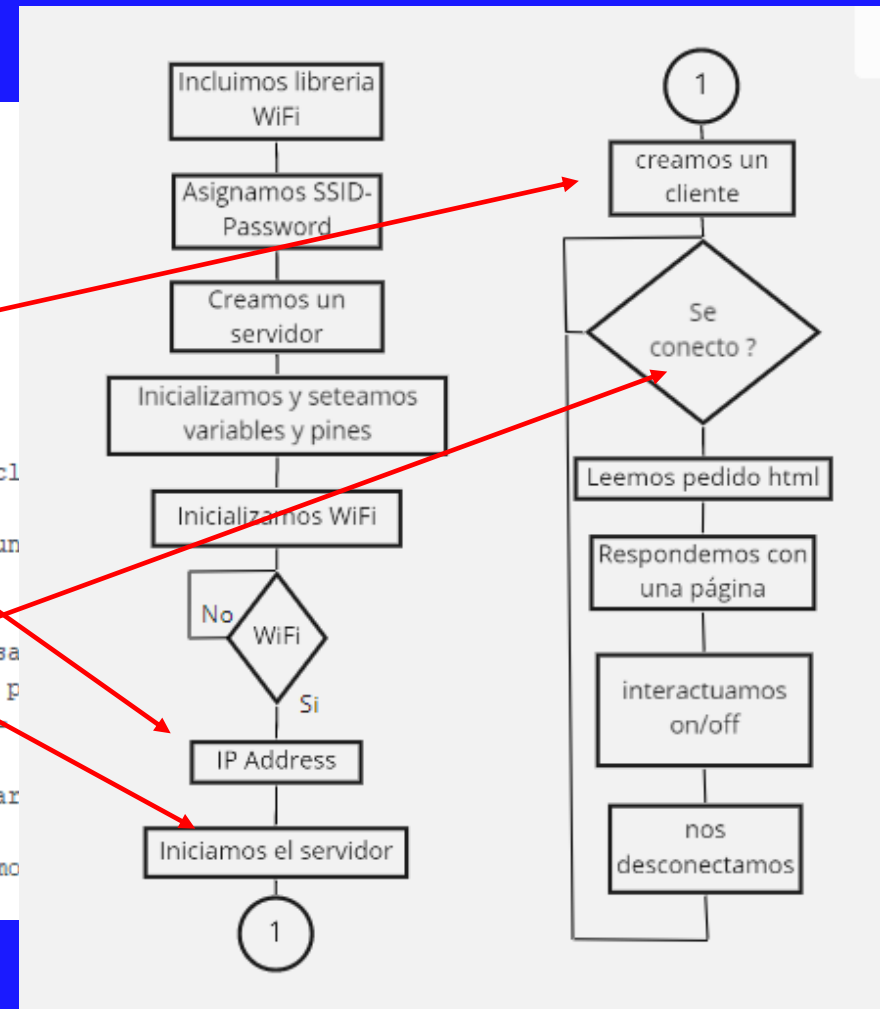 Incluimos libreria
WiFi
Asignamos SSID-
Password
Creamos un
servidor
Inicializamos y seteamos
variables y pines
Inicializamos WiFi
No
WiFi
Si
IP Address
Iniciamos el servidor
1
1
creamos un
cliente
Se
conecto ?
Leemos pedido html
Respondemos con
una página
interactuamos
on/off
nos
desconectamos